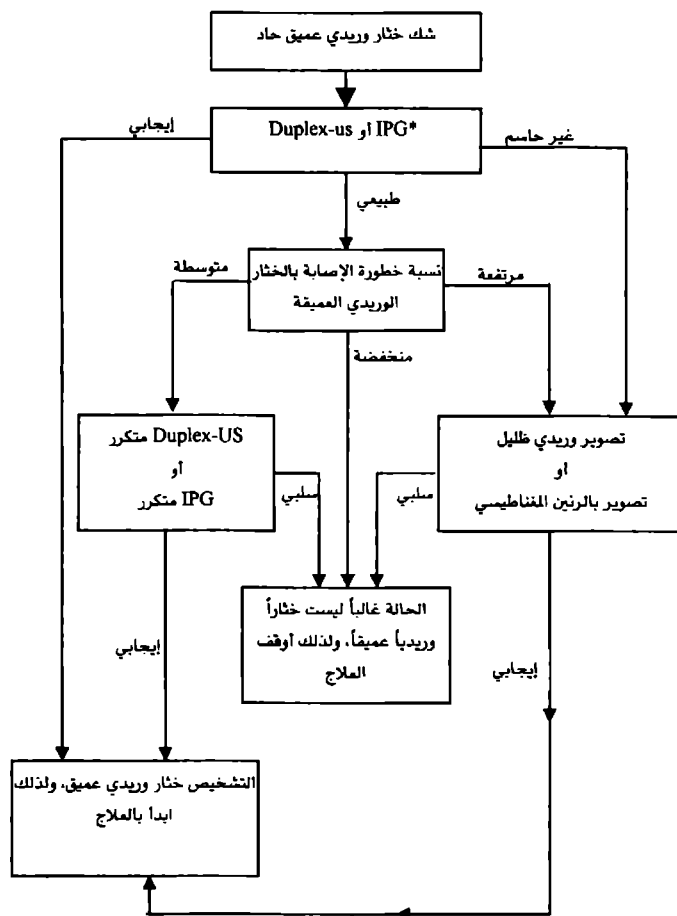 شك خثار وريدي عميق حاد
Duplex-us أو IPG*
إيجابي
غير حاسم
طبيعي
نسبة خطورة الإصابة بالخثار
الوريدي العميقة
متوسطة
مرتفعة
منخفضة
Duplex-US متكرر
أو
IPG متكرر
تصوير وريدي ظليل
أو
تصوير بالرنين المغناطيسي
سلبي
سلبي
الحالة غالباً ليست خثاراً
وريدياً عميقاً، ولذلك أوقف
العلاج
إيجابي
إيجابي
التشخيص خثار وريدي عميق، ولذلك
ابدأ بالعلاج